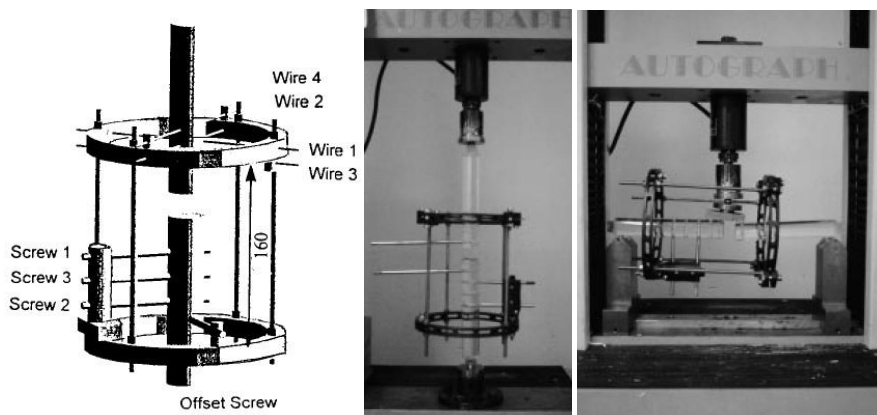 Wire 4
Wire 2
Wire 1
Wire 3
160
Screw 1
Screw 3
Screw 2
Offset Screw
AUTOGRAPH
AUTOGRAPH